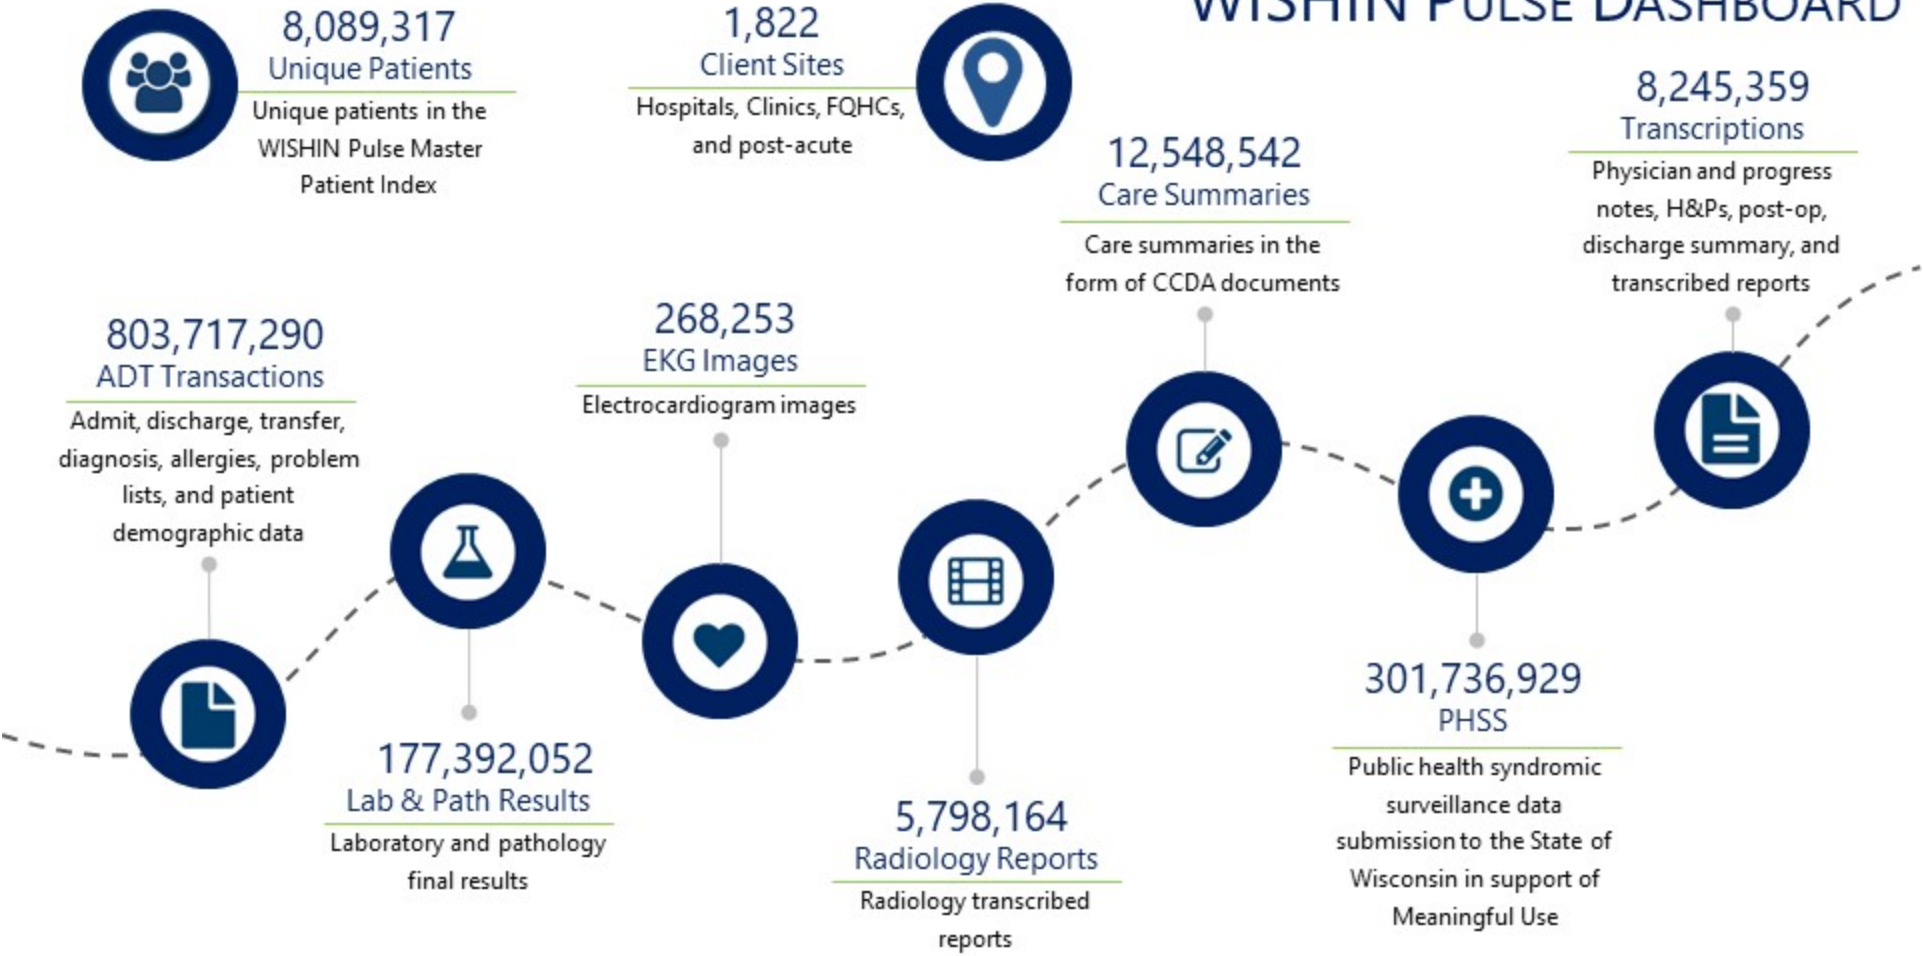 WISHIN PULSE DASHBOARD
8,089,317
Unique Patients
Unique patients in the
WISHIN Pulse Master
Patient Index
1,822
Client Sites
Hospitals, Clinics, FQHCs,
and post-acute
803,717,290
ADT Transactions
Admit, discharge, transfer,
diagnosis, allergies, problem
lists, and patient
demographic data
177,392,052
Lab & Path Results
Laboratory and pathology
final results
268,253
EKG Images
Electrocardiogram images
5,798,164
Radiology Reports
Radiology transcribed
reports
12,548,542
Care Summaries
Care summaries in the
form of CCDA documents
301,736,929
PHSS
Public health syndromic
surveillance data
submission to the State of
Wisconsin in support of
Meaningful Use
8,245,359
Transcriptions
Physician and progress
notes, H&Ps, post-op,
discharge summary, and
transcribed reports